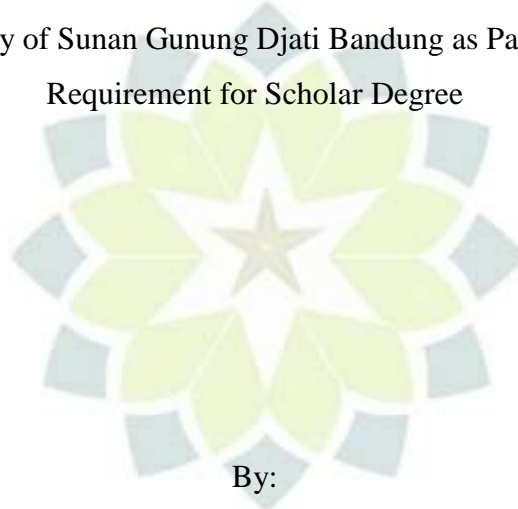 y of Sunan Gunung Djati Bandung as Pa
Requirement for Scholar Degree
By: